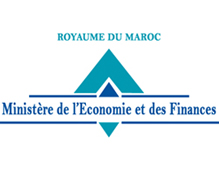 ROYAUME DU MAROC
Ministère de l'Economie et des Finances